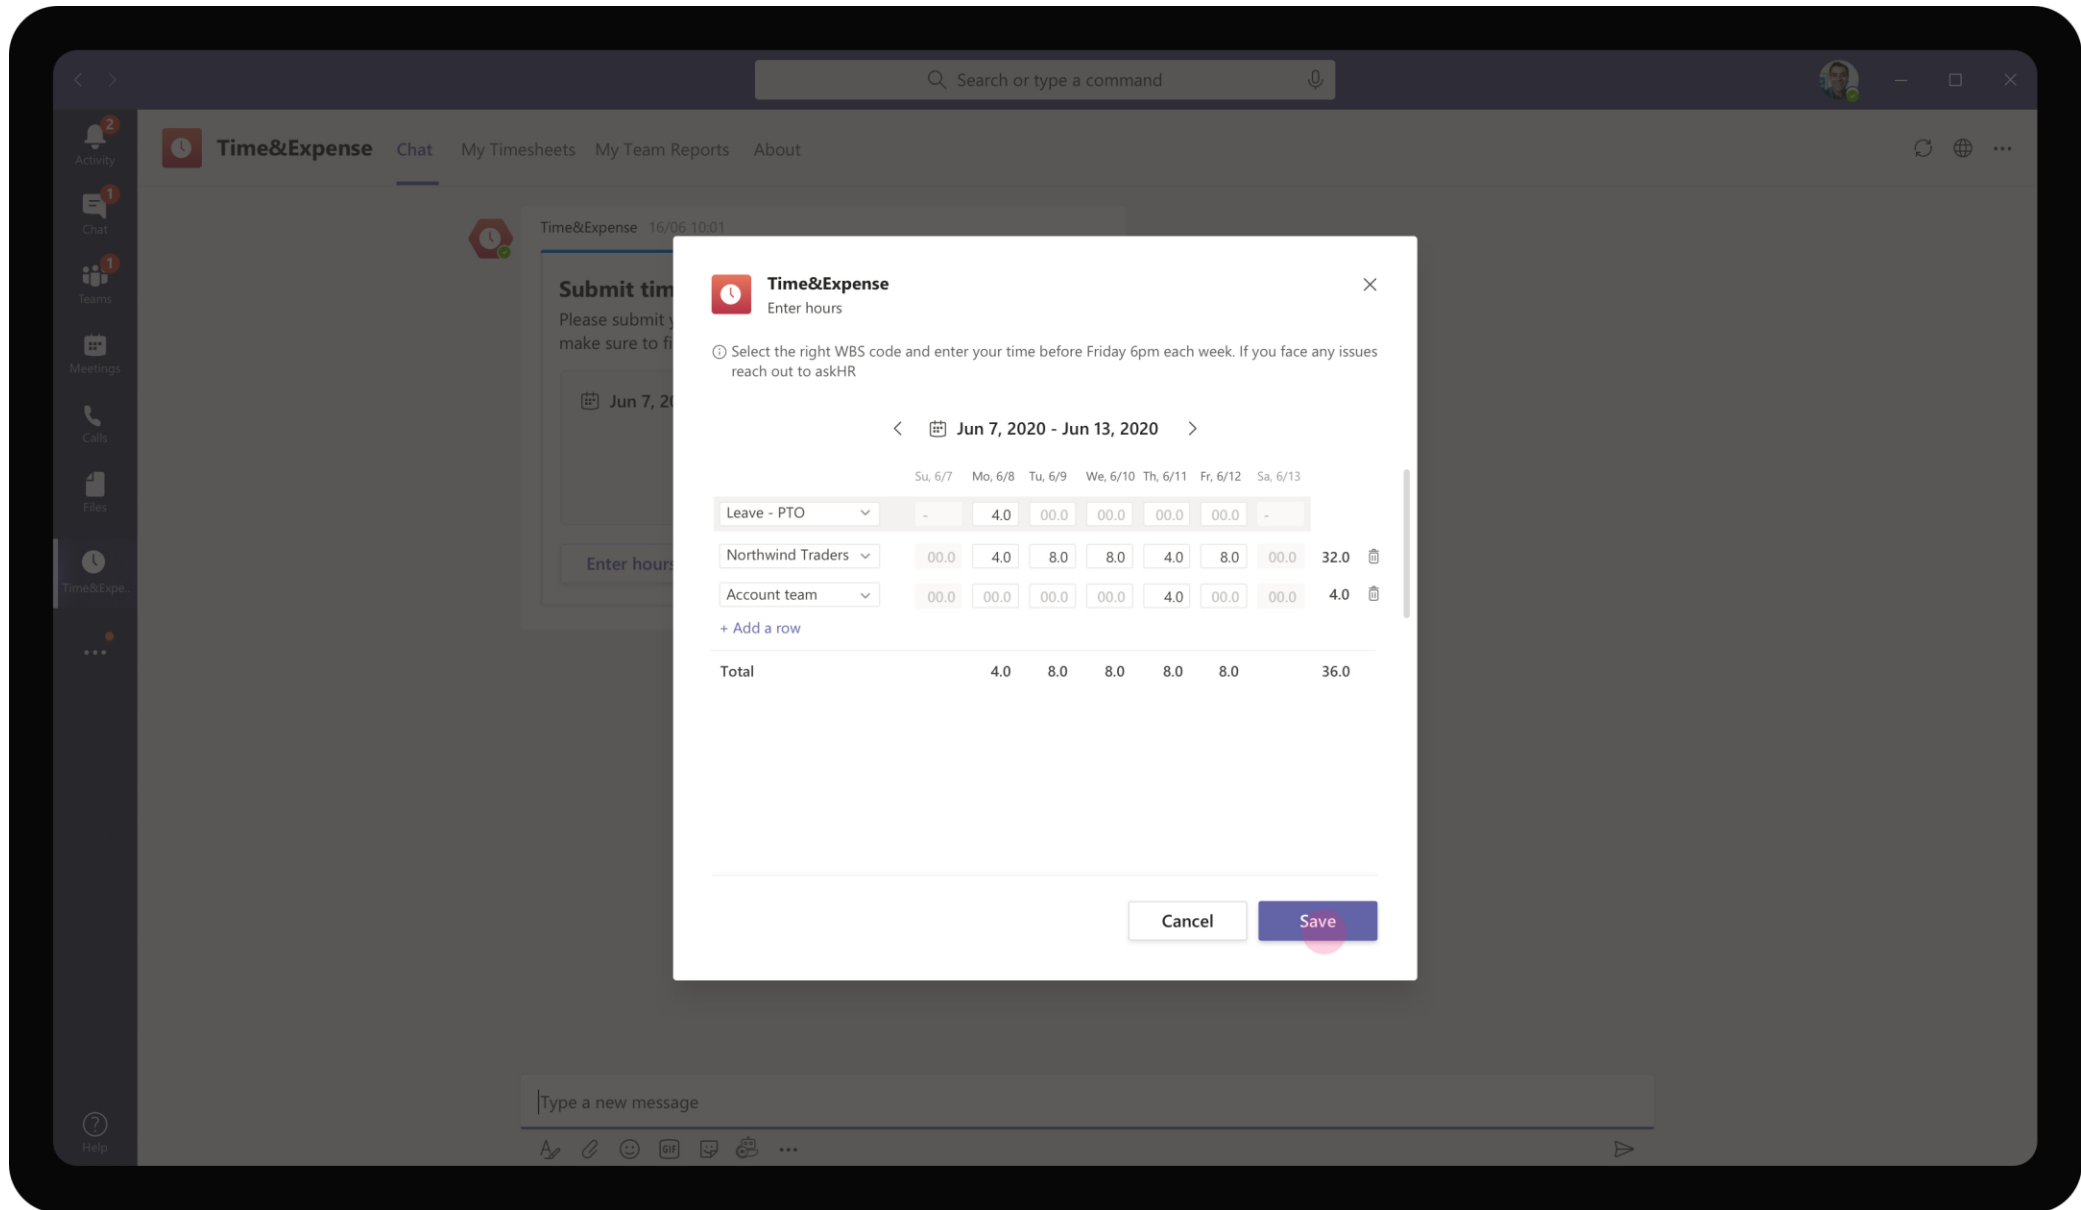 Search or type a command
2
Activity
1
Chat
1
Teams
Meetings
Calls
Files
Time&Expe..
Help
Time&Expense Chat My Timesheets My Team Reports About
Time&Expense 16/06 10:01
Submit tim
Please submit y
make sure to fi
Jun 7, 20
Enter hours
Time&Expense
Enter hours
Select the right WBS code and enter your time before Friday 6pm each week. If you face any issues
reach out to askHR
Jun 7, 2020 - Jun 13, 2020
Su, 6/7 Mo, 6/8 Tu, 6/9 We, 6/10 Th, 6/11 Fr, 6/12 Sa, 6/13
Leave - PTO - 4.0 00.0 00.0 00.0 00.0 -
Northwind Traders 00.0 4.0 8.0 8.0 4.0 8.0 00.0 32.0
Account team 00.0 00.0 00.0 00.0 4.0 00.0 00.0 4.0
+ Add a row
Total 4.0 8.0 8.0 8.0 8.0 36.0
Cancel Save
Type a new message
GIF